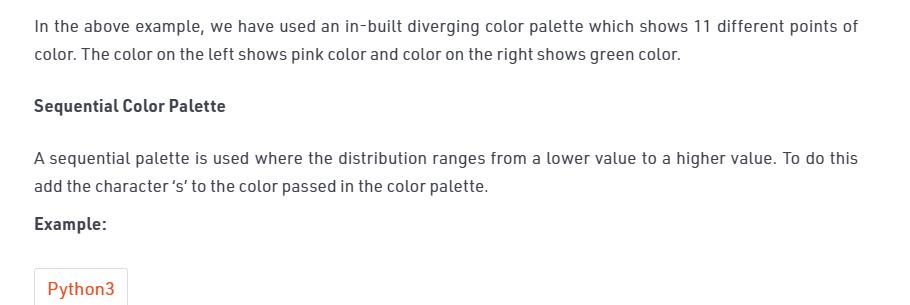 In the above example, we have used an in-built diverging color palette which shows 11 different points of
color. The color on the left shows pink color and color on the right shows green color.
Sequential Color Palette
A sequential palette is used where the distribution ranges from a lower value to a higher value. To do this
add the character ‘s’ to the color passed in the color palette.
Example:
Python3